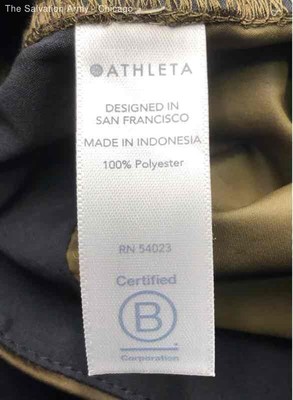 The Salvation Army - Chicago
ATHLETA
DESIGNED IN
SAN FRANCISCO
MADE IN INDONESIA
100% Polyester
RN 54023
Certified
B
Corporation